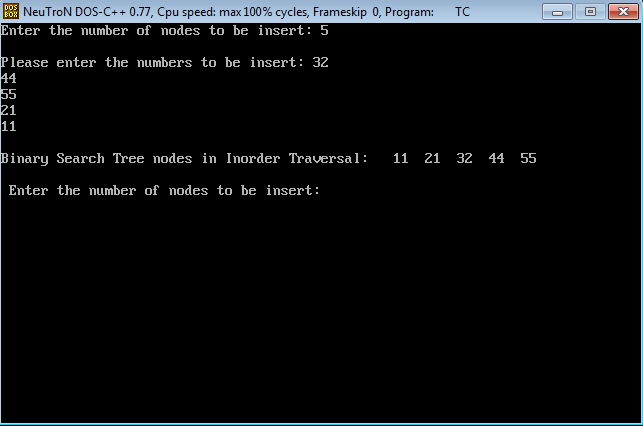 NeuTroN DOS-C++ 0.77, Cpu speed: max 100% cycles, Frameskip 0, Program: TC
Enter the number of nodes to be insert: 5
Please enter the numbers to be insert: 32
44
55
21
11
Binary Search Tree nodes in Inorder Traversal: 11 21 32 44 55
Enter the number of nodes to be insert: